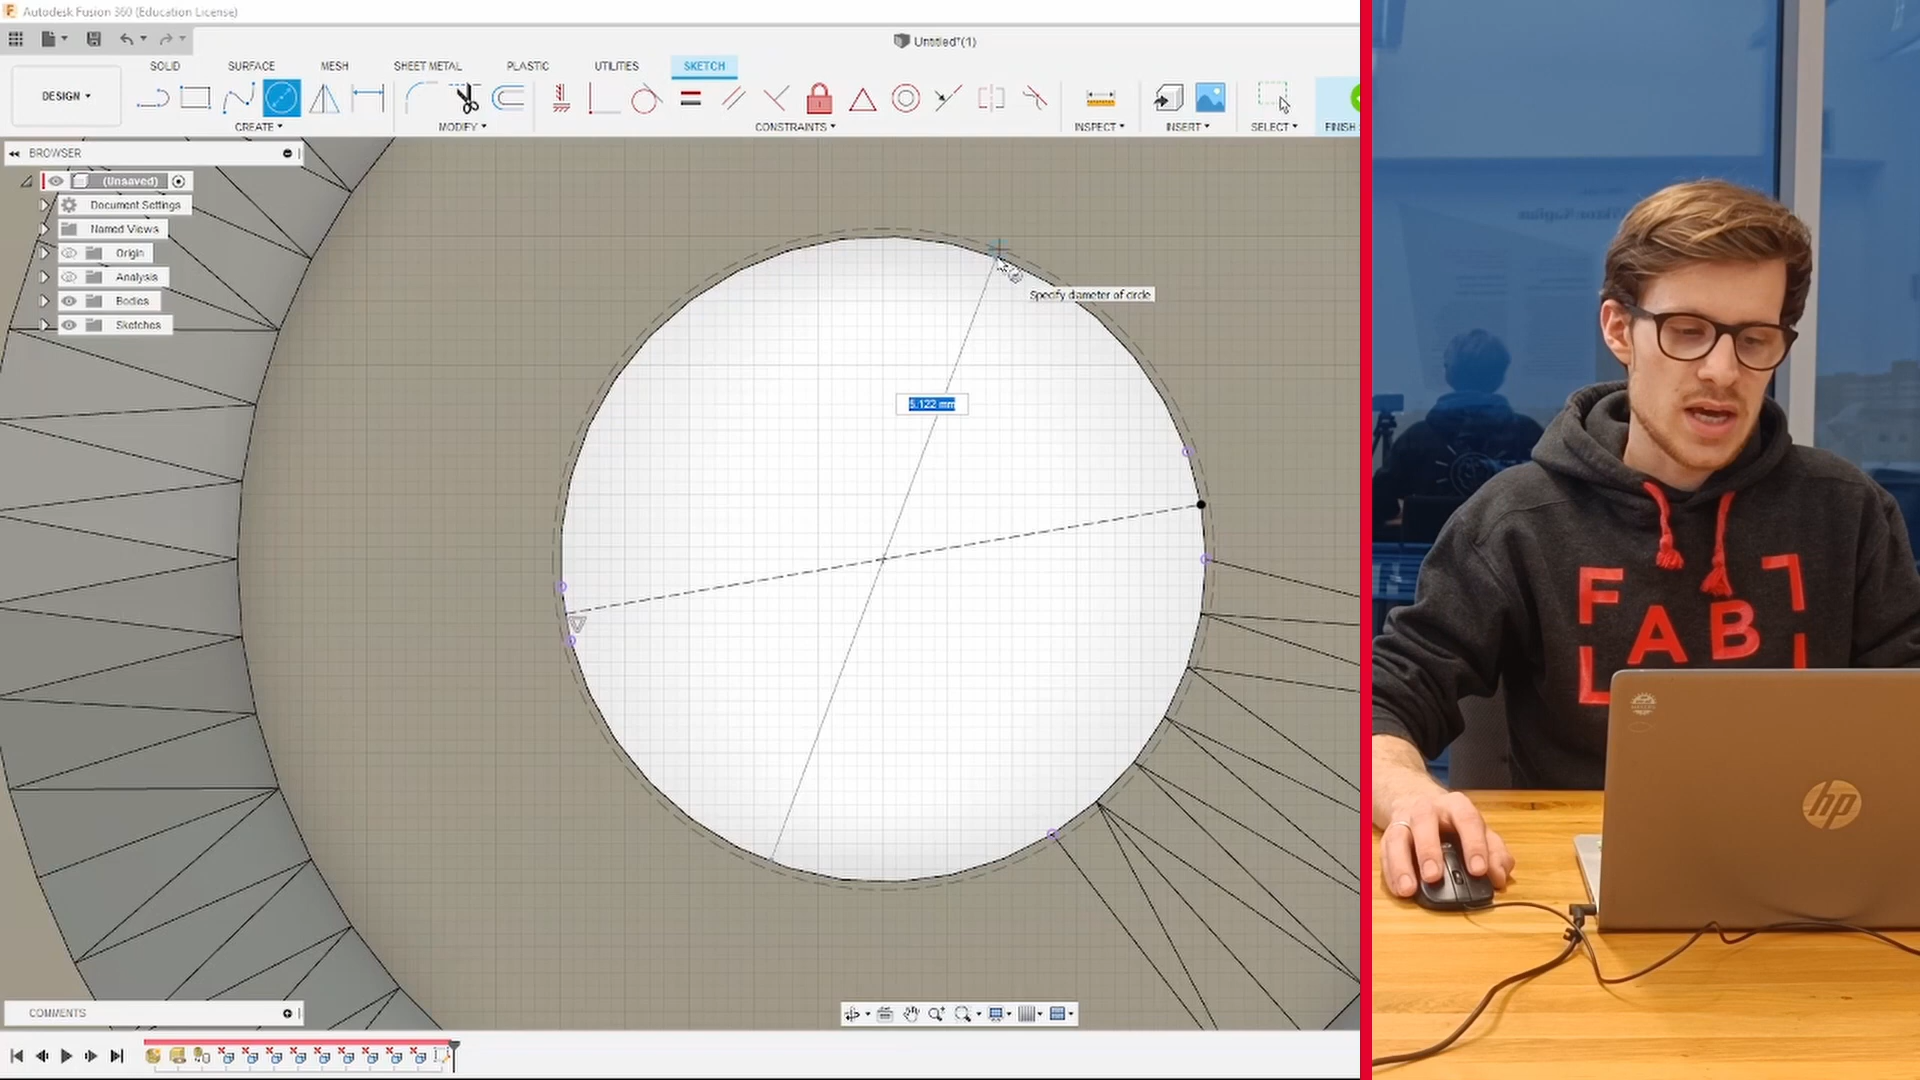 Autodesk Fusion 360 (Education License)
Untitled*(1)
SOLID SURFACE MESH SHEET METAL PLASTIC UTILITIES SKETCH
DESIGN
CREATE MODIFY CONSTRAINTS INSPECT INSERT SELECT FINISH
BROWSER
(Unsaved)
Document Settings
Named Views
Origin
Analysis
Bodies
Sketches
Specify diameter of circle
5.122 mm
COMMENTS
FAB
hp